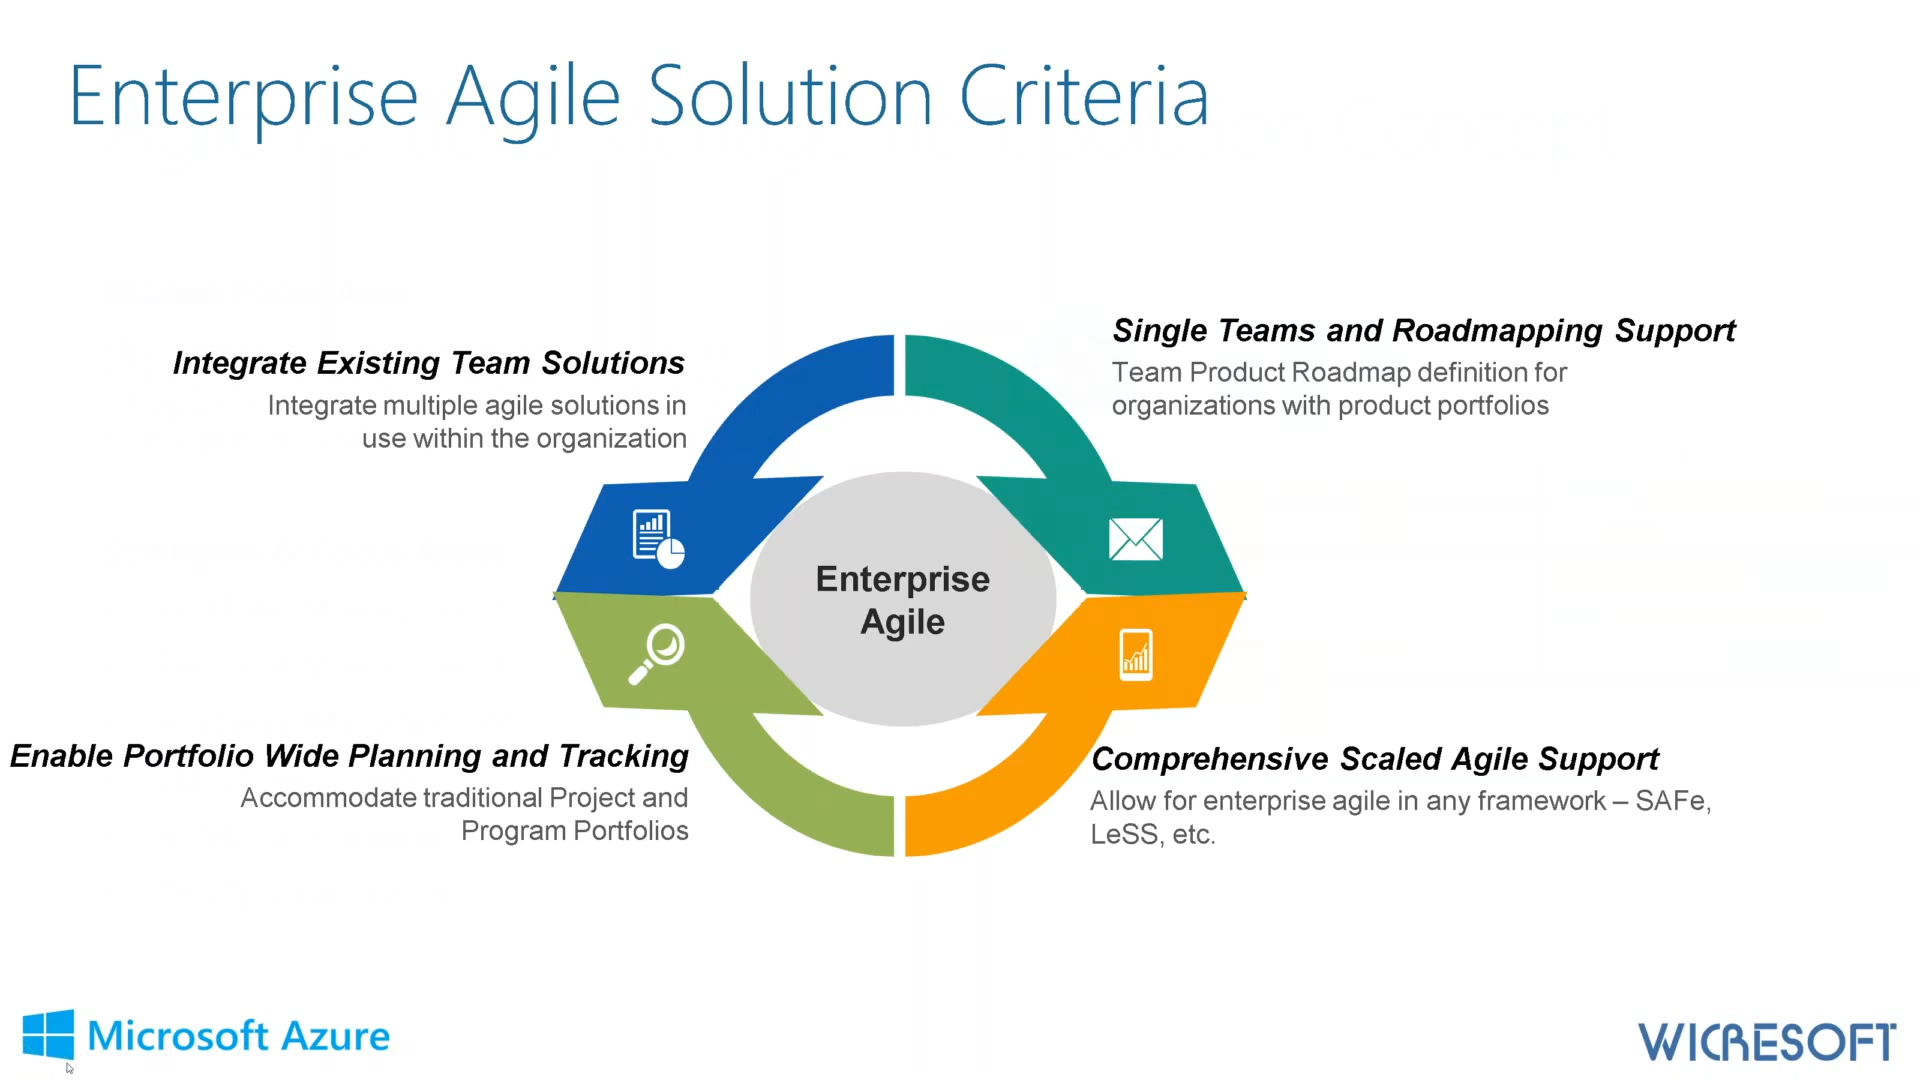 Enterprise Agile Solution Criteria
Integrate Existing Team Solutions
Integrate multiple agile solutions in
use within the organization
Single Teams and Roadmapping Support
Team Product Roadmap definition for
organizations with product portfolios
Enterprise
Agile
Enable Portfolio Wide Planning and Tracking
Accommodate traditional Project and
Program Portfolios
Comprehensive Scaled Agile Support
Allow for enterprise agile in any framework – SAFe,
LeSS, etc.
Microsoft Azure
WICRESOFT